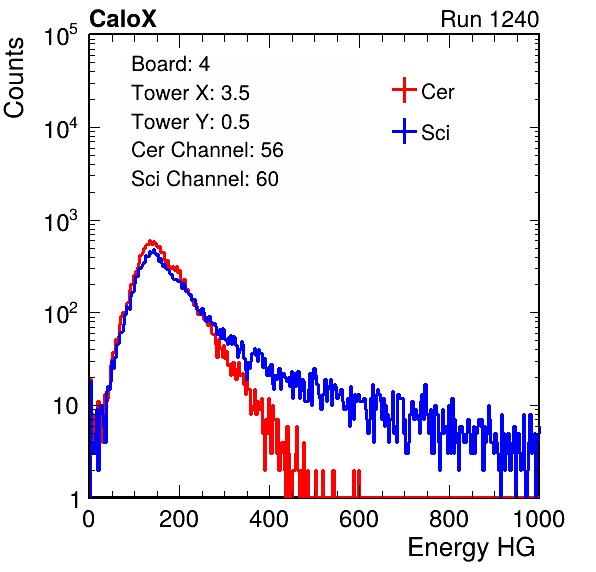 CaloX Run 1240
Counts
10^5
10^4
10^3
10^2
10
1
Board: 4
Tower X: 3.5
Tower Y: 0.5
Cer Channel: 56
Sci Channel: 60
Cer
Sci
0 200 400 600 800 1000
Energy HG